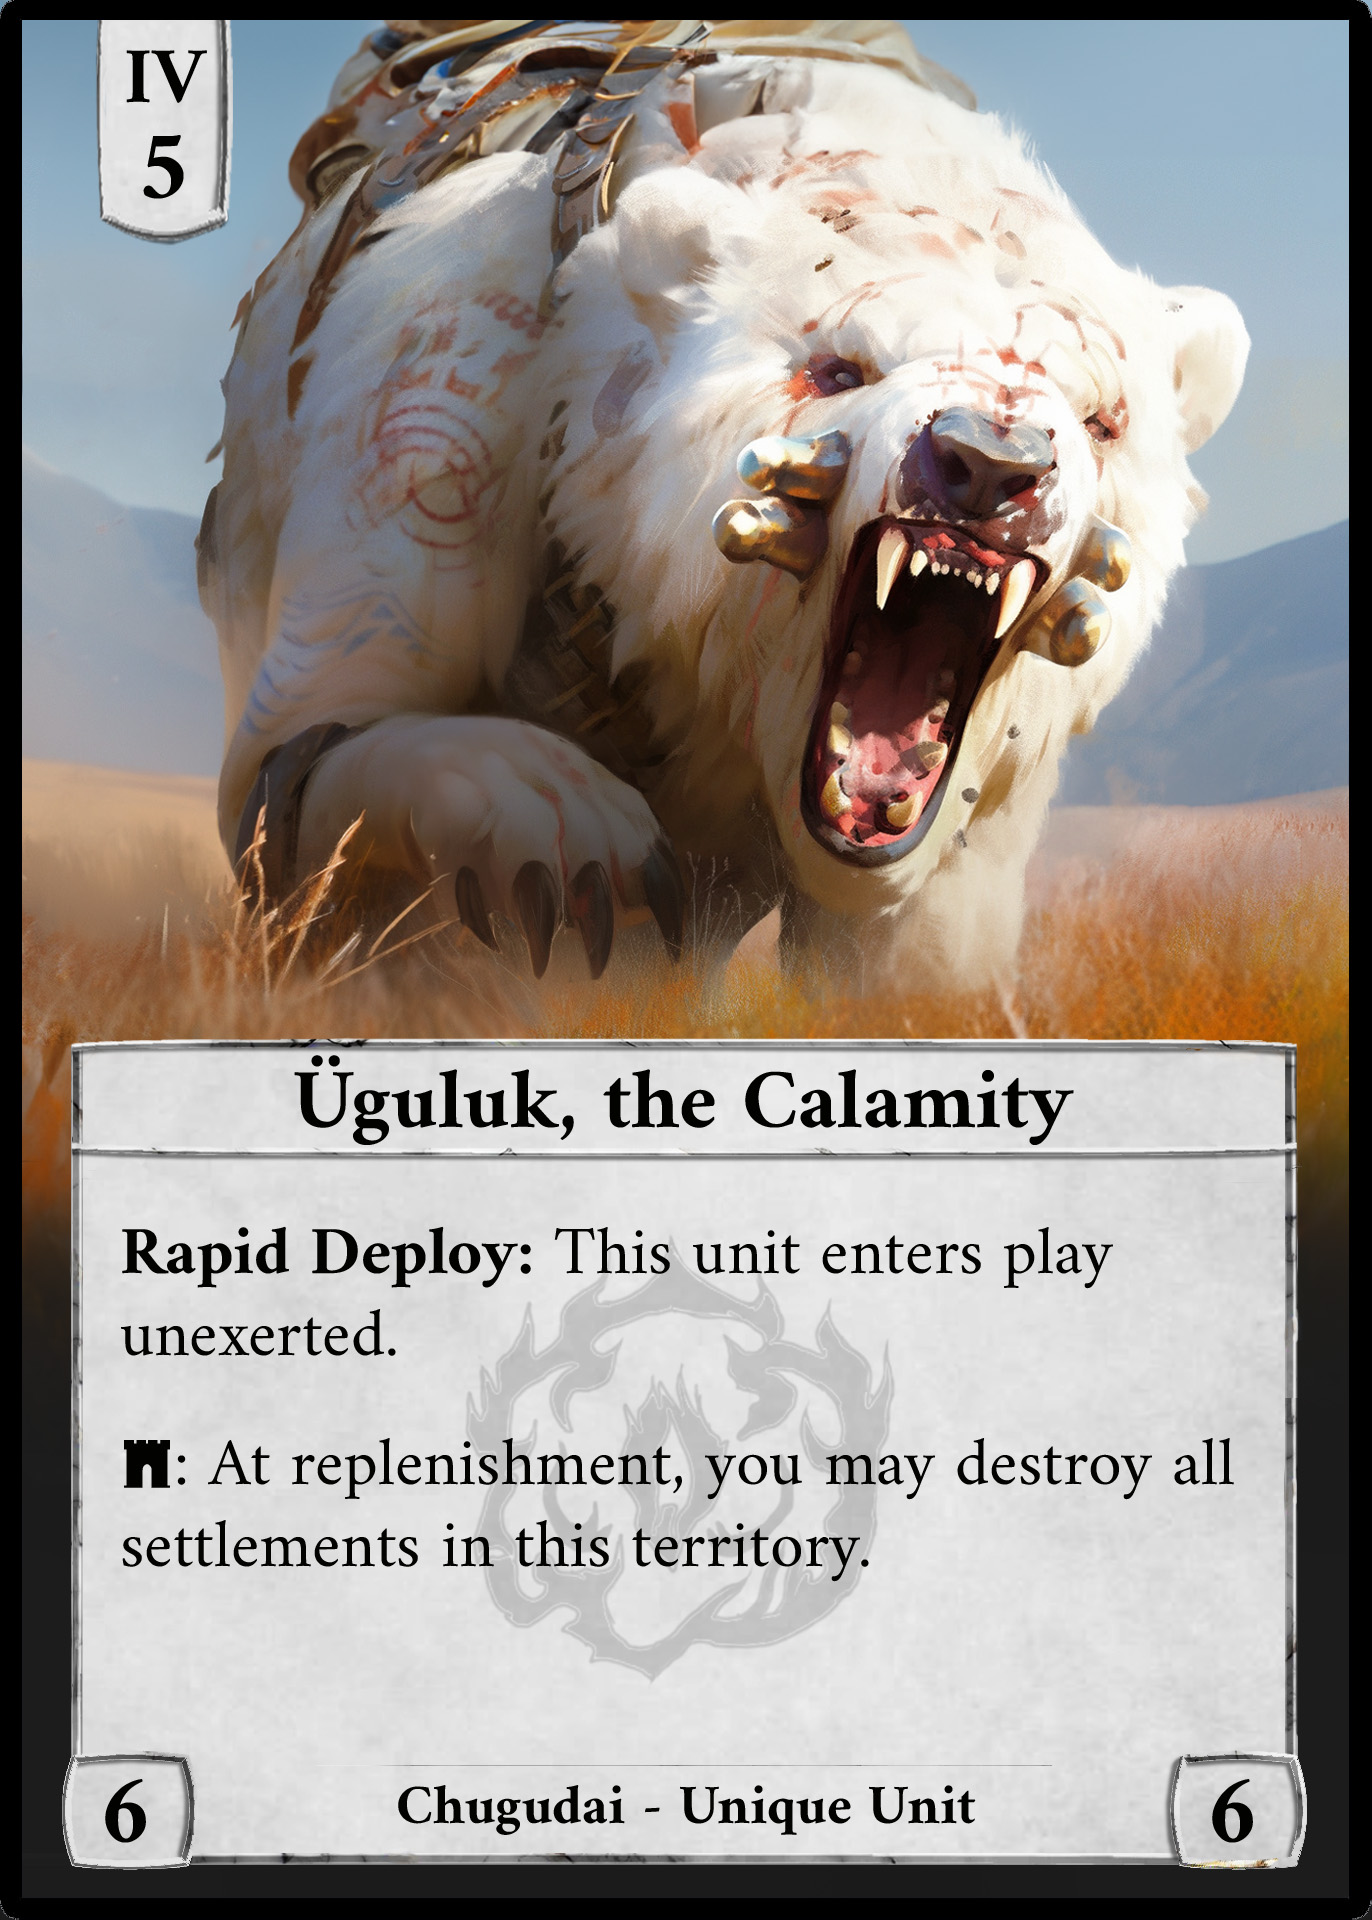 IV
5
Üguluk, the Calamity
Rapid Deploy: This unit enters play
unexerted.
: At replenishment, you may destroy all
settlements in this territory.
6
Chugudai - Unique Unit
6